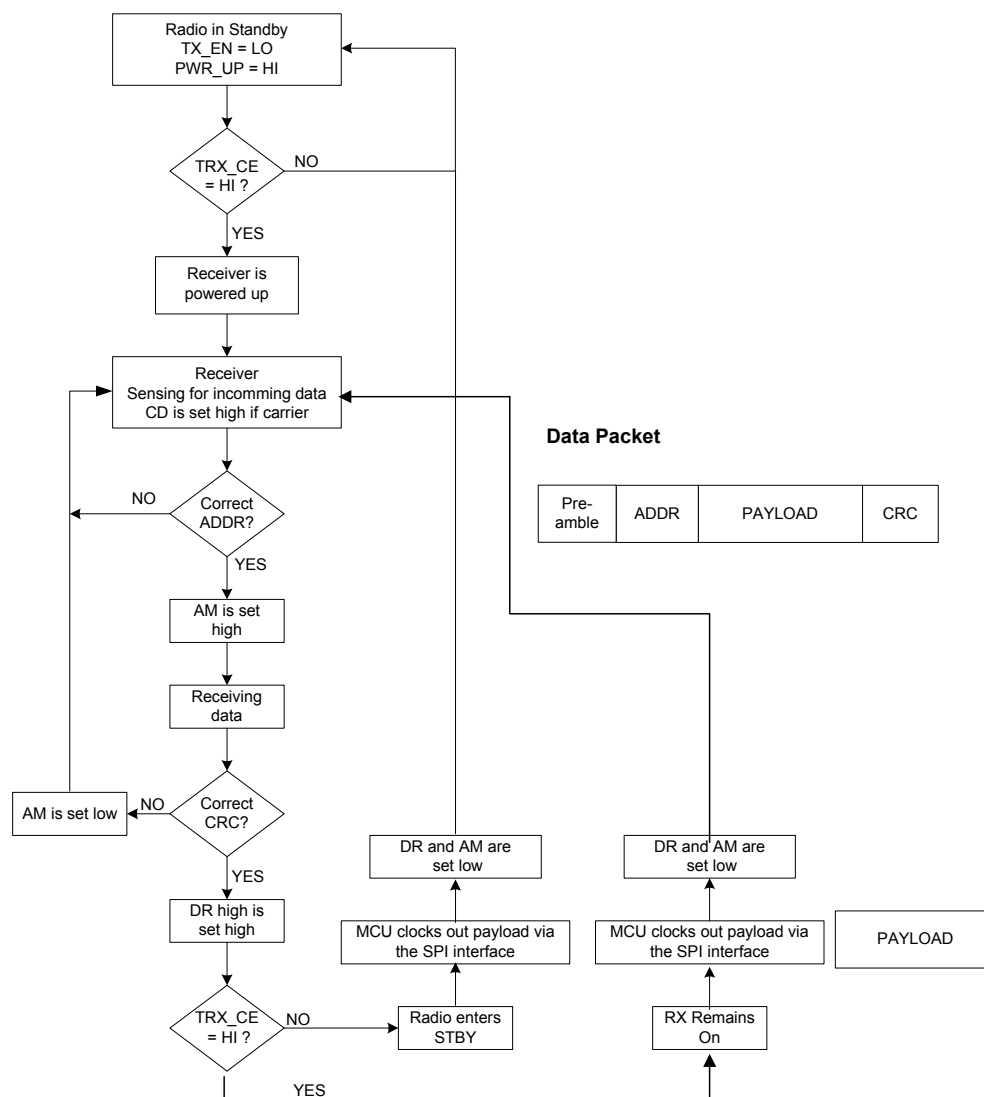 Radio in Standby
TX_EN = LO
PWR_UP = HI
TRX_CE
= HI ?
NO
YES
Receiver is
powered up
Receiver
Sensing for incomming data
CD is set high if carrier
Data Packet
Pre-
amble
ADDR
PAYLOAD
CRC
NO
Correct
ADDR?
YES
AM is set
high
Receiving
data
AM is set low
NO
Correct
CRC?
YES
DR high is
set high
TRX_CE
= HI ?
NO
YES
Radio enters
STBY
MCU clocks out payload via
the SPI interface
DR and AM are
set low
RX Remains
On
MCU clocks out payload via
the SPI interface
PAYLOAD
DR and AM are
set low